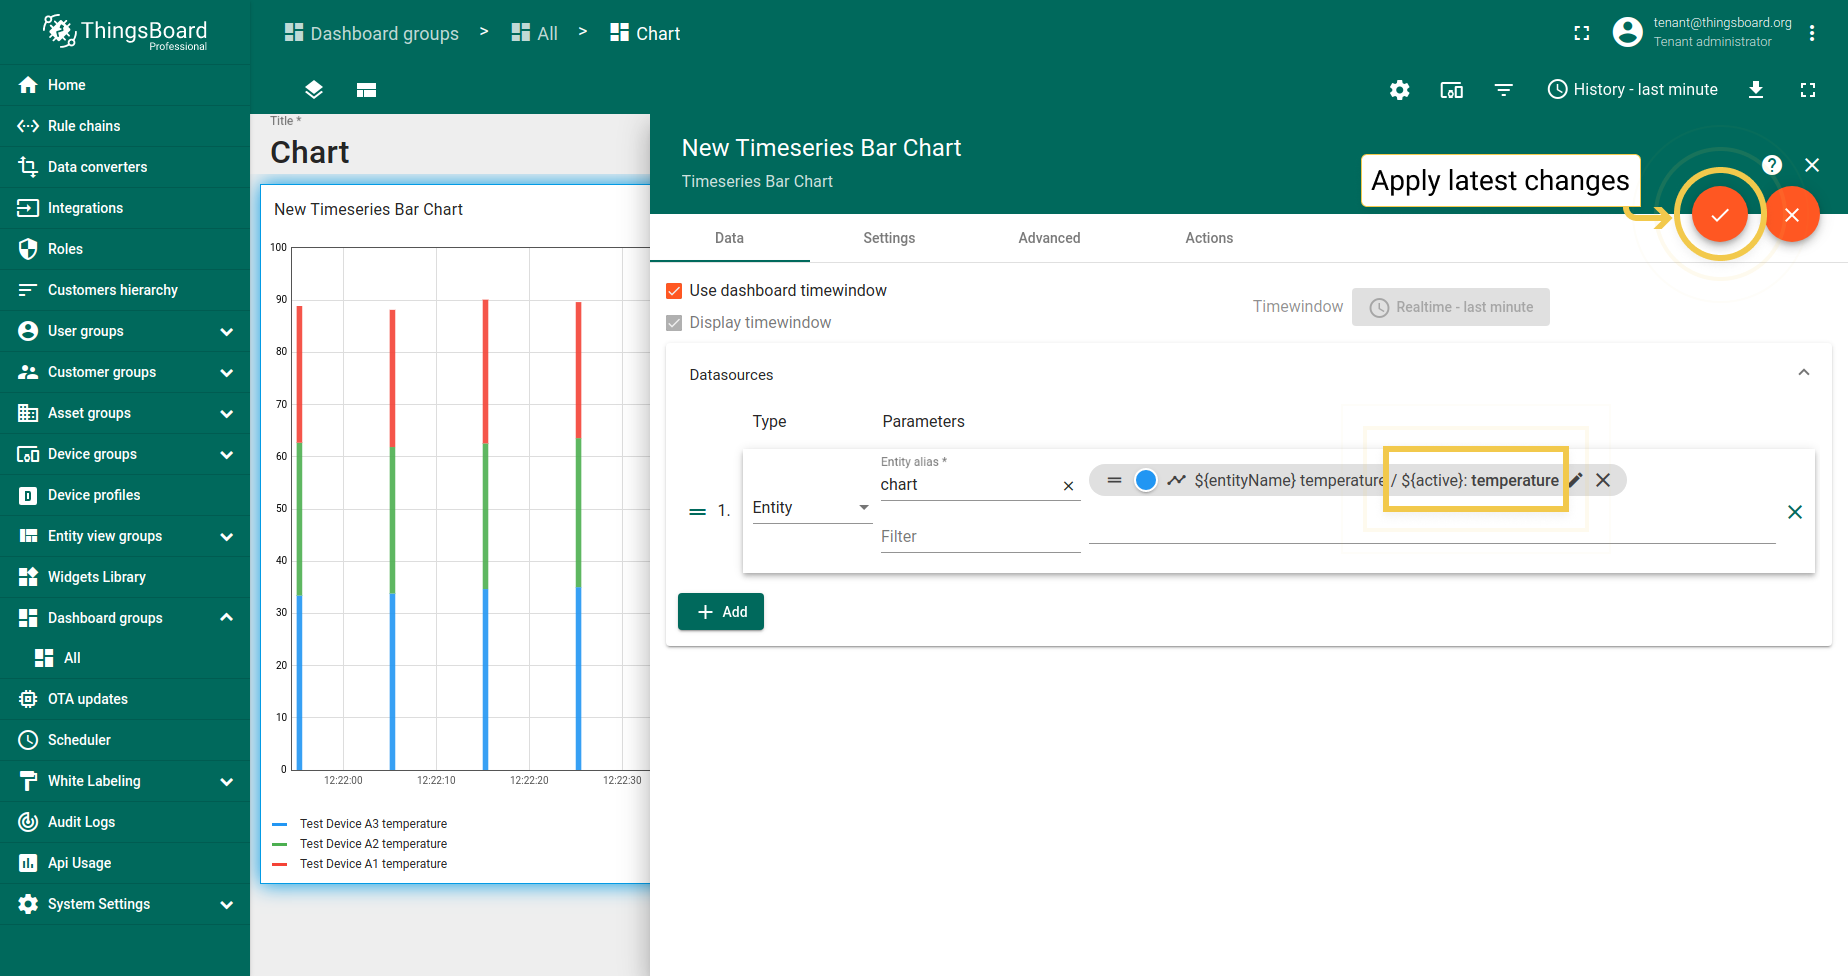 ThingsBoard
Professional
Dashboard groups > All > Chart
tenant@thingsboard.org
Tenant administrator
History - last minute
Home
Rule chains
Data converters
Integrations
Roles
Customers hierarchy
User groups
Customer groups
Asset groups
Device groups
Device profiles
Entity view groups
Widgets Library
Dashboard groups
All
OTA updates
Scheduler
White Labeling
Audit Logs
Api Usage
System Settings
Title *
Chart
New Timeseries Bar Chart
100
90
80
70
60
50
40
30
20
10
0
12:22:00 12:22:10 12:22:20 12:22:30
Test Device A3 temperature
Test Device A2 temperature
Test Device A1 temperature
New Timeseries Bar Chart
Timeseries Bar Chart
Apply latest changes
Data Settings Advanced Actions
Use dashboard timewindow
Display timewindow
Timewindow
Realtime - last minute
Datasources
Type Parameters
1.
Entity
Entity alias *
chart
Filter
${entityName} temperature / ${active}: temperature
Add